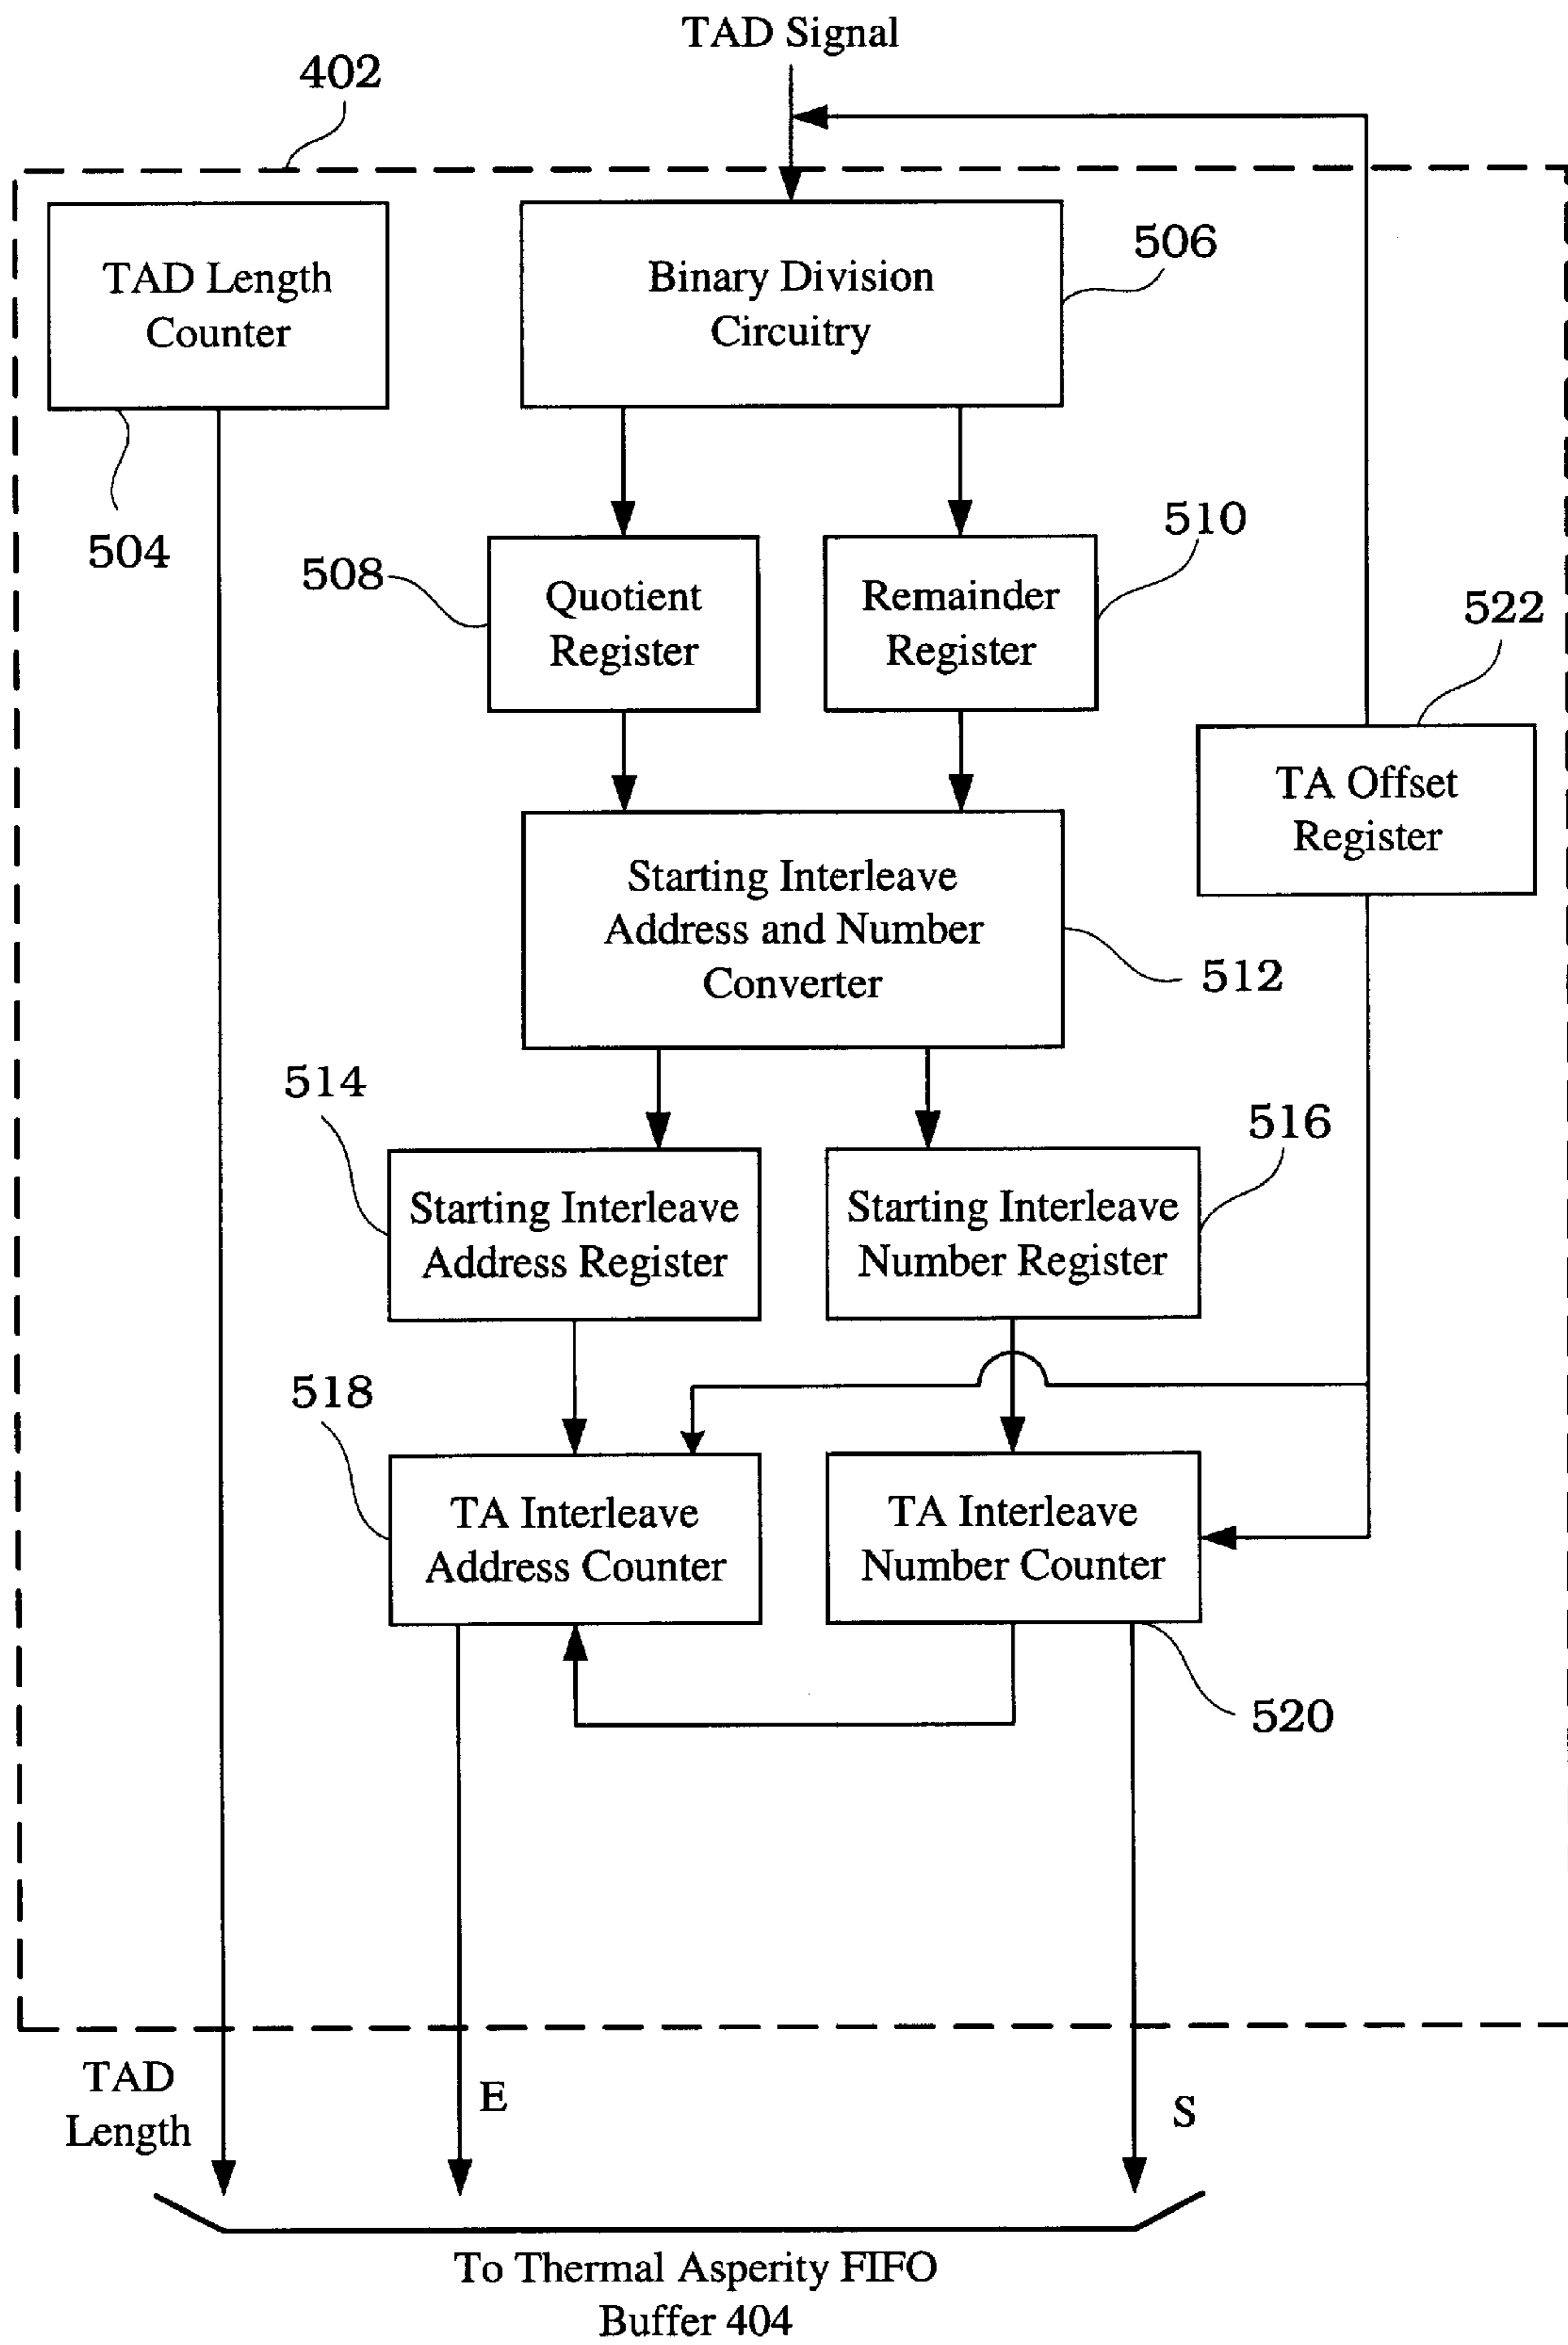 TAD Signal
402
TAD Length
Counter
504
Binary Division
Circuitry
506
508
Quotient
Register
Remainder
Register
510
522
TA Offset
Register
Starting Interleave
Address and Number
Converter
512
514
Starting Interleave
Address Register
Starting Interleave
Number Register
516
518
TA Interleave
Address Counter
TA Interleave
Number Counter
520
TAD
Length
E
S
To Thermal Asperity FIFO
Buffer 404